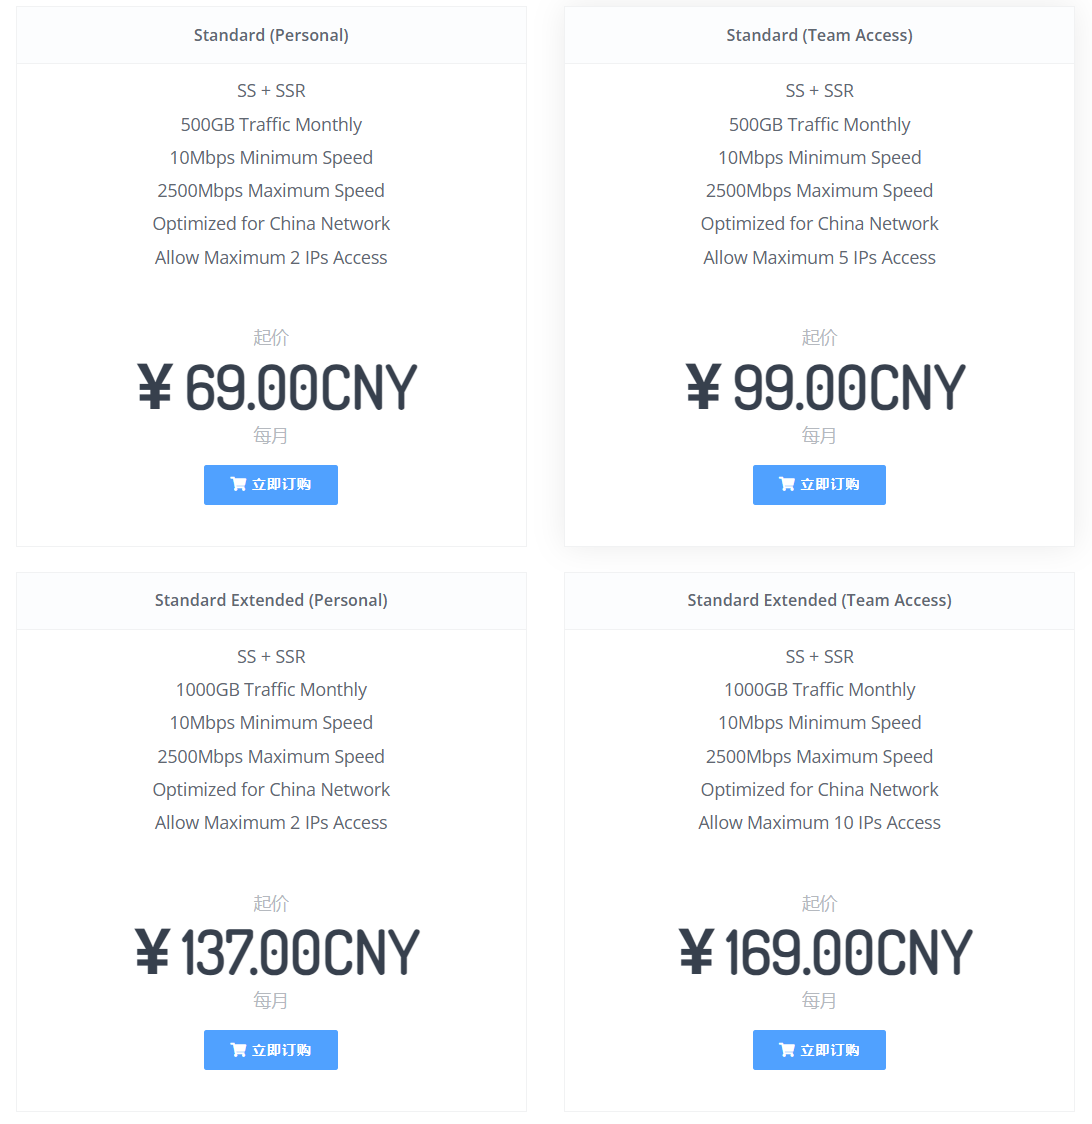 Standard (Personal)
SS + SSR
500GB Traffic Monthly
10Mbps Minimum Speed
2500Mbps Maximum Speed
Optimized for China Network
Allow Maximum 2 IPs Access
起价
¥ 69.00CNY
每月
立即订购
Standard (Team Access)
SS + SSR
500GB Traffic Monthly
10Mbps Minimum Speed
2500Mbps Maximum Speed
Optimized for China Network
Allow Maximum 5 IPs Access
起价
¥ 99.00CNY
每月
立即订购
Standard Extended (Personal)
SS + SSR
1000GB Traffic Monthly
10Mbps Minimum Speed
2500Mbps Maximum Speed
Optimized for China Network
Allow Maximum 2 IPs Access
起价
¥ 137.00CNY
每月
立即订购
Standard Extended (Team Access)
SS + SSR
1000GB Traffic Monthly
10Mbps Minimum Speed
2500Mbps Maximum Speed
Optimized for China Network
Allow Maximum 10 IPs Access
起价
¥ 169.00CNY
每月
立即订购